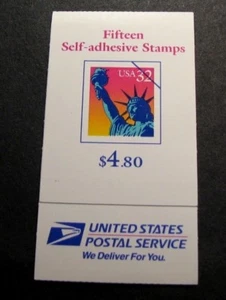 Fifteen
Self-adhesive Stamps
USA 32
$4.80
UNITED STATES
POSTAL SERVICE
We Deliver For You.